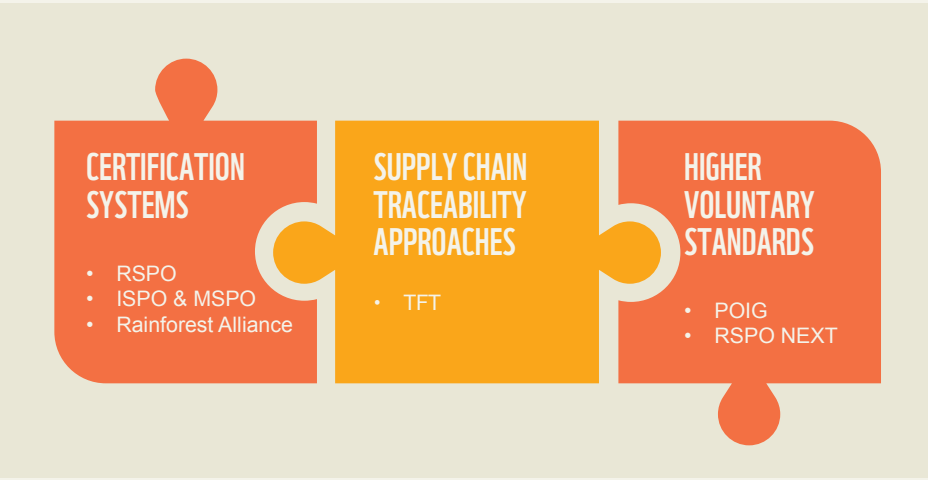 CERTIFICATION
SYSTEMS
• RSPO
• ISPO & MSPO
• Rainforest Alliance
SUPPLY CHAIN
TRACEABILITY
APPROACHES
• TFT
HIGHER
VOLUNTARY
STANDARDS
• POIG
• RSPO NEXT